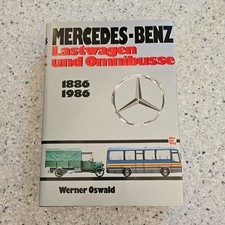 MERCEDES-BENZ
Lastwagen
und Omnibusse
1886
1986
Werner Oswald